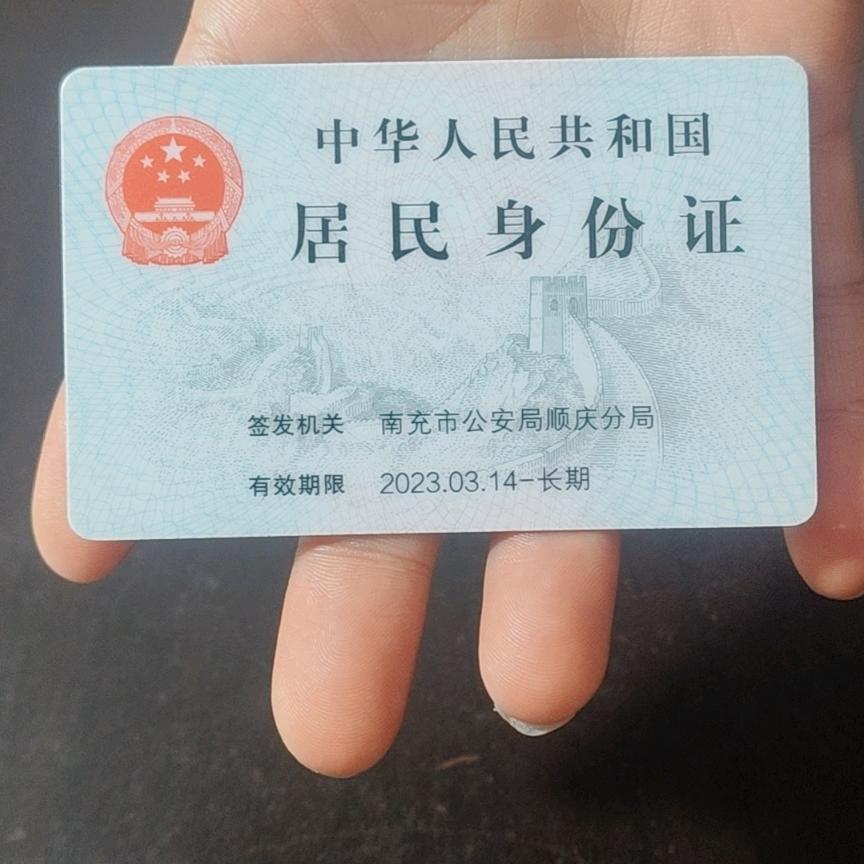 中华人民共和国
居民身份证
签发机关 南充市公安局顺庆分局
有效期限 2023.03.14-长期